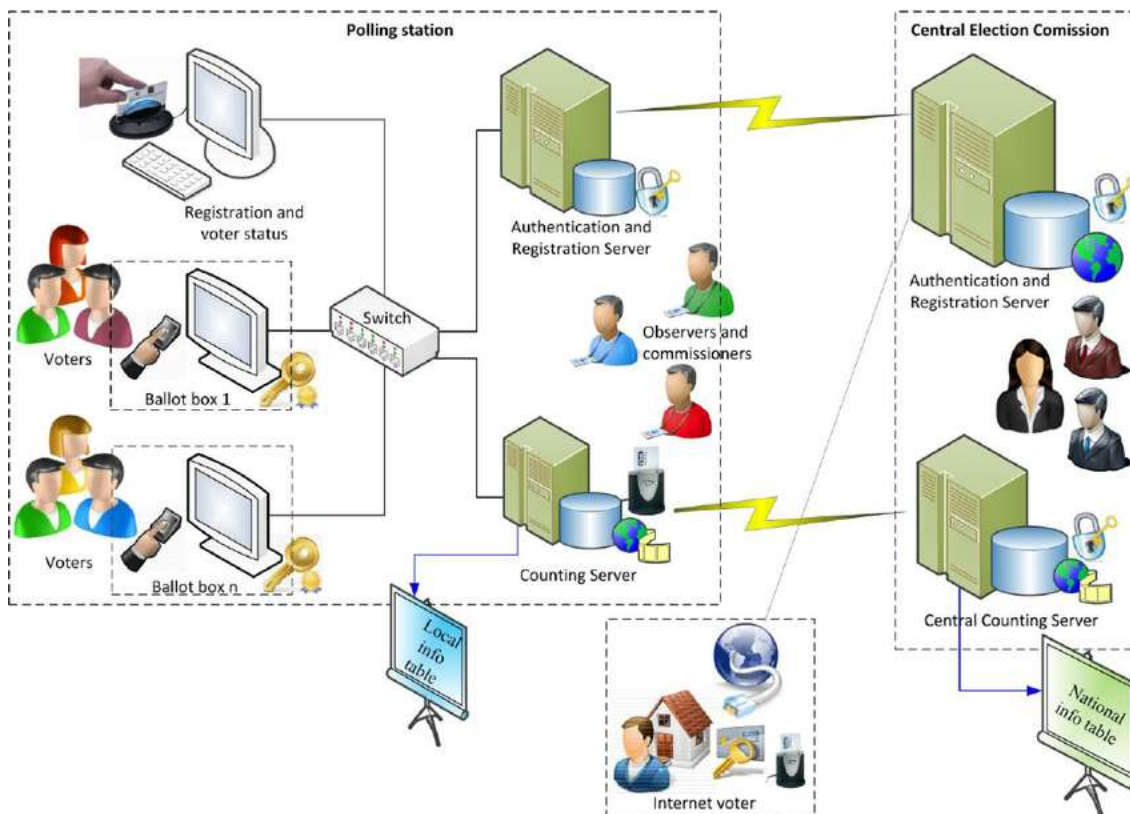 Polling station
Central Election Comission
Registration and
voter status
Authentication and
Registration Server
Authentication and
Registration Server
Voters
Ballot box 1
Switch
Observers and
commissioners
Voters
Ballot box n
Counting Server
Central Counting Server
Local
info
table
National
info table
Internet voter